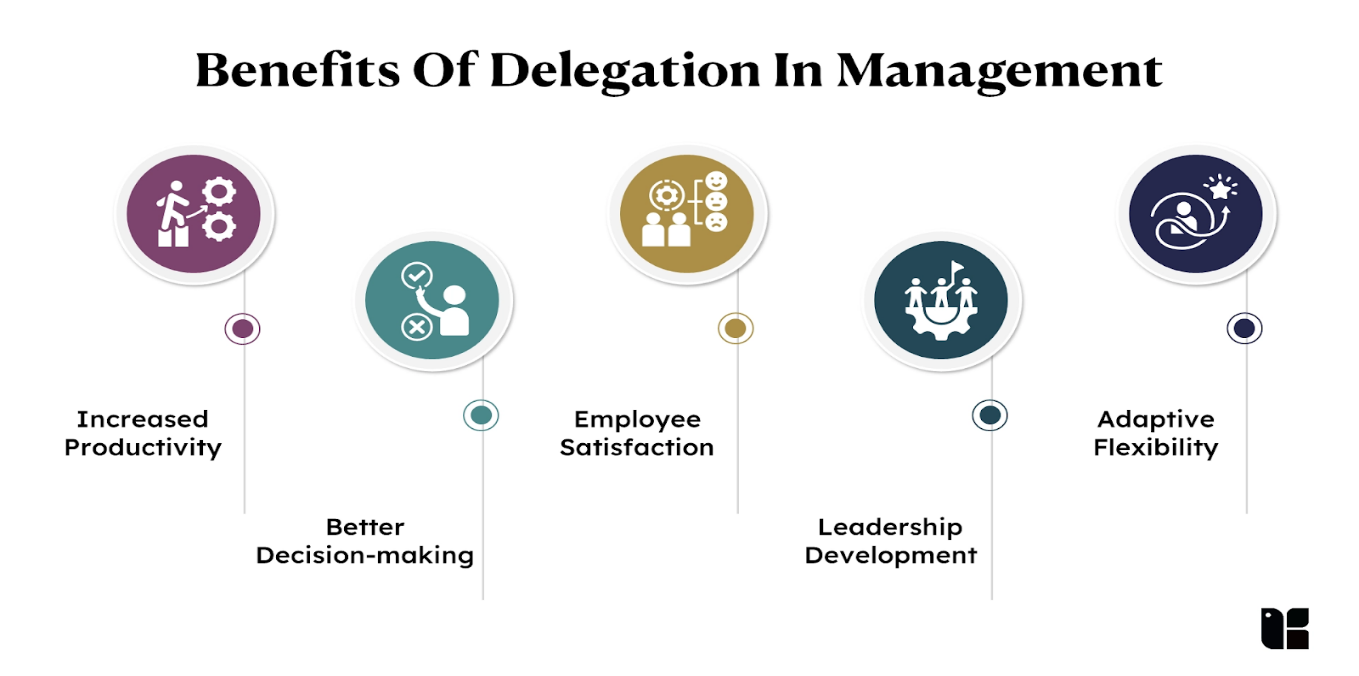 Benefits Of Delegation In Management
Increased
Productivity
Better
Decision-making
Employee
Satisfaction
Leadership
Development
Adaptive
Flexibility